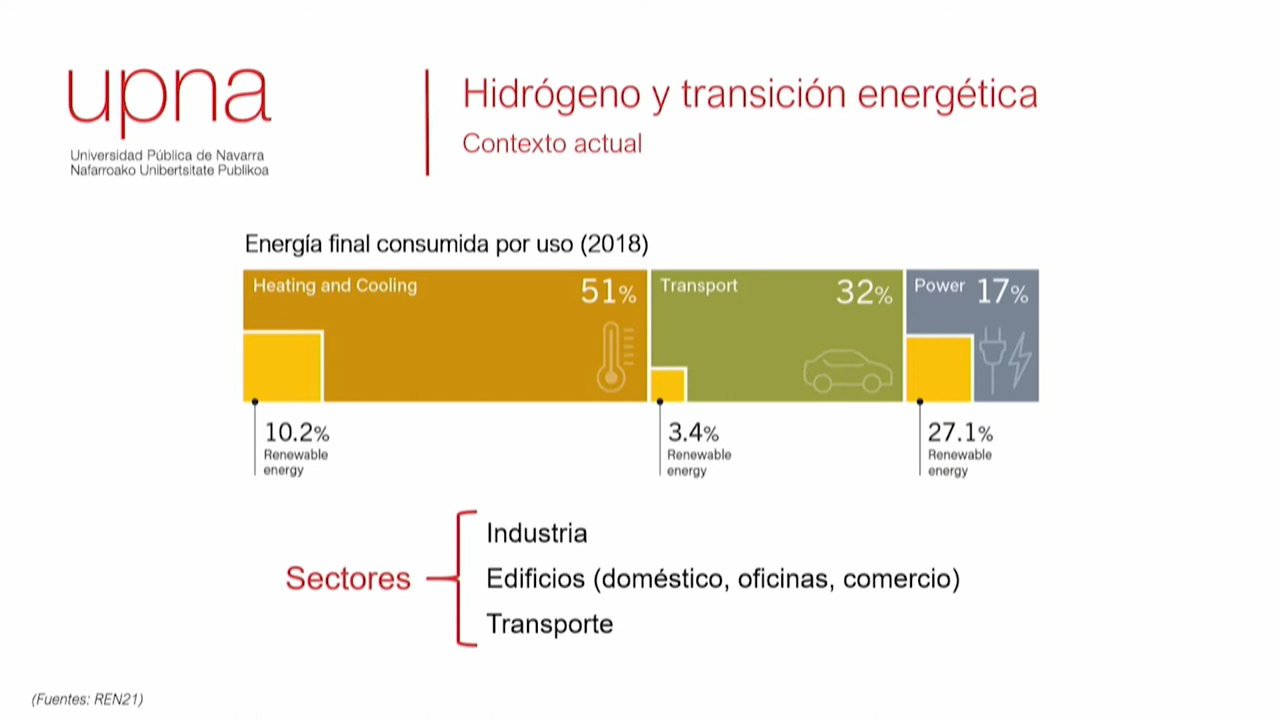 upna
Universidad Pública de Navarra
Nafarroako Unibertsitate Publikoa
Hidrógeno y transición energética
Contexto actual
Energía final consumida por uso (2018)
Heating and Cooling 51%
Transport 32%
Power 17%
10.2%
Renewable
energy
3.4%
Renewable
energy
27.1%
Renewable
energy
Sectores
Industria
Edificios (doméstico, oficinas, comercio)
Transporte
(Fuentes: REN21)